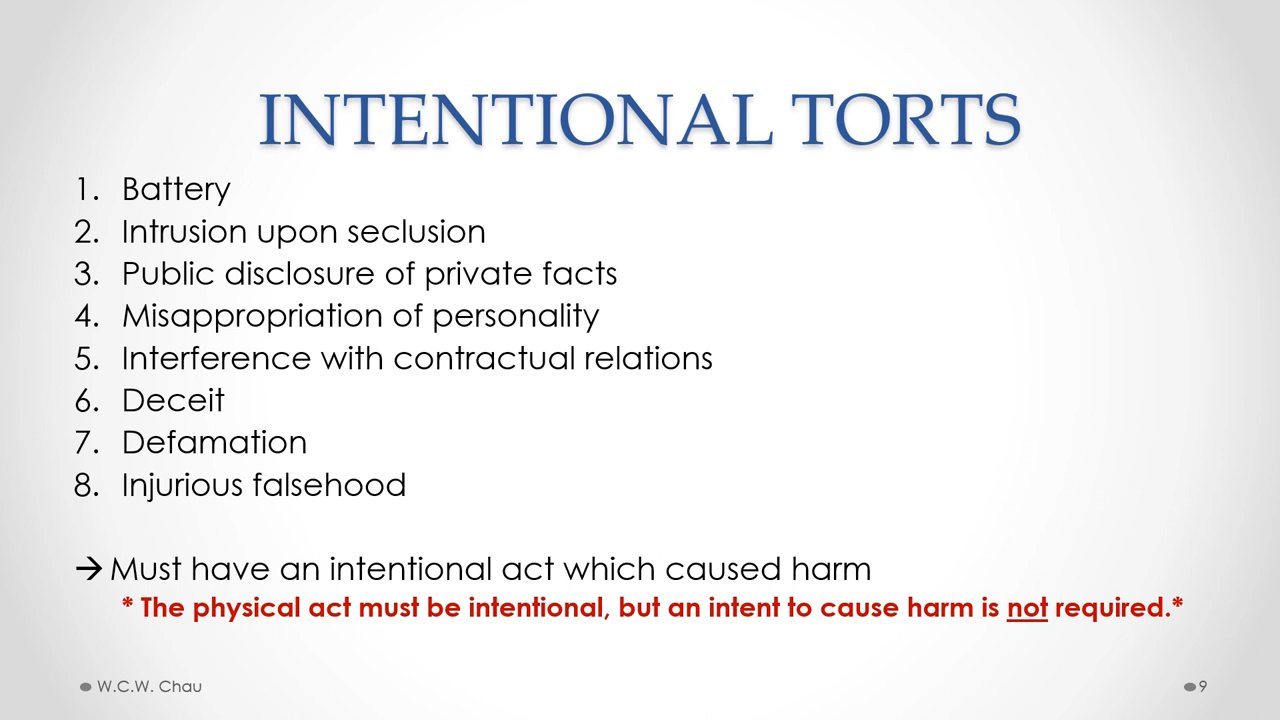 INTENTIONAL TORTS
1. Battery
2. Intrusion upon seclusion
3. Public disclosure of private facts
4. Misappropriation of personality
5. Interference with contractual relations
6. Deceit
7. Defamation
8. Injurious falsehood
→ Must have an intentional act which caused harm
* The physical act must be intentional, but an intent to cause harm is not required.*
W.C.W. Chau
9